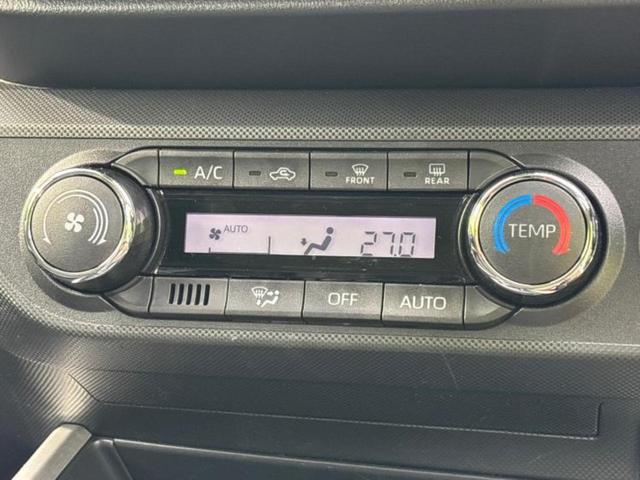 A/C FRONT REAR
AUTO 27.0 TEMP
OFF AUTO